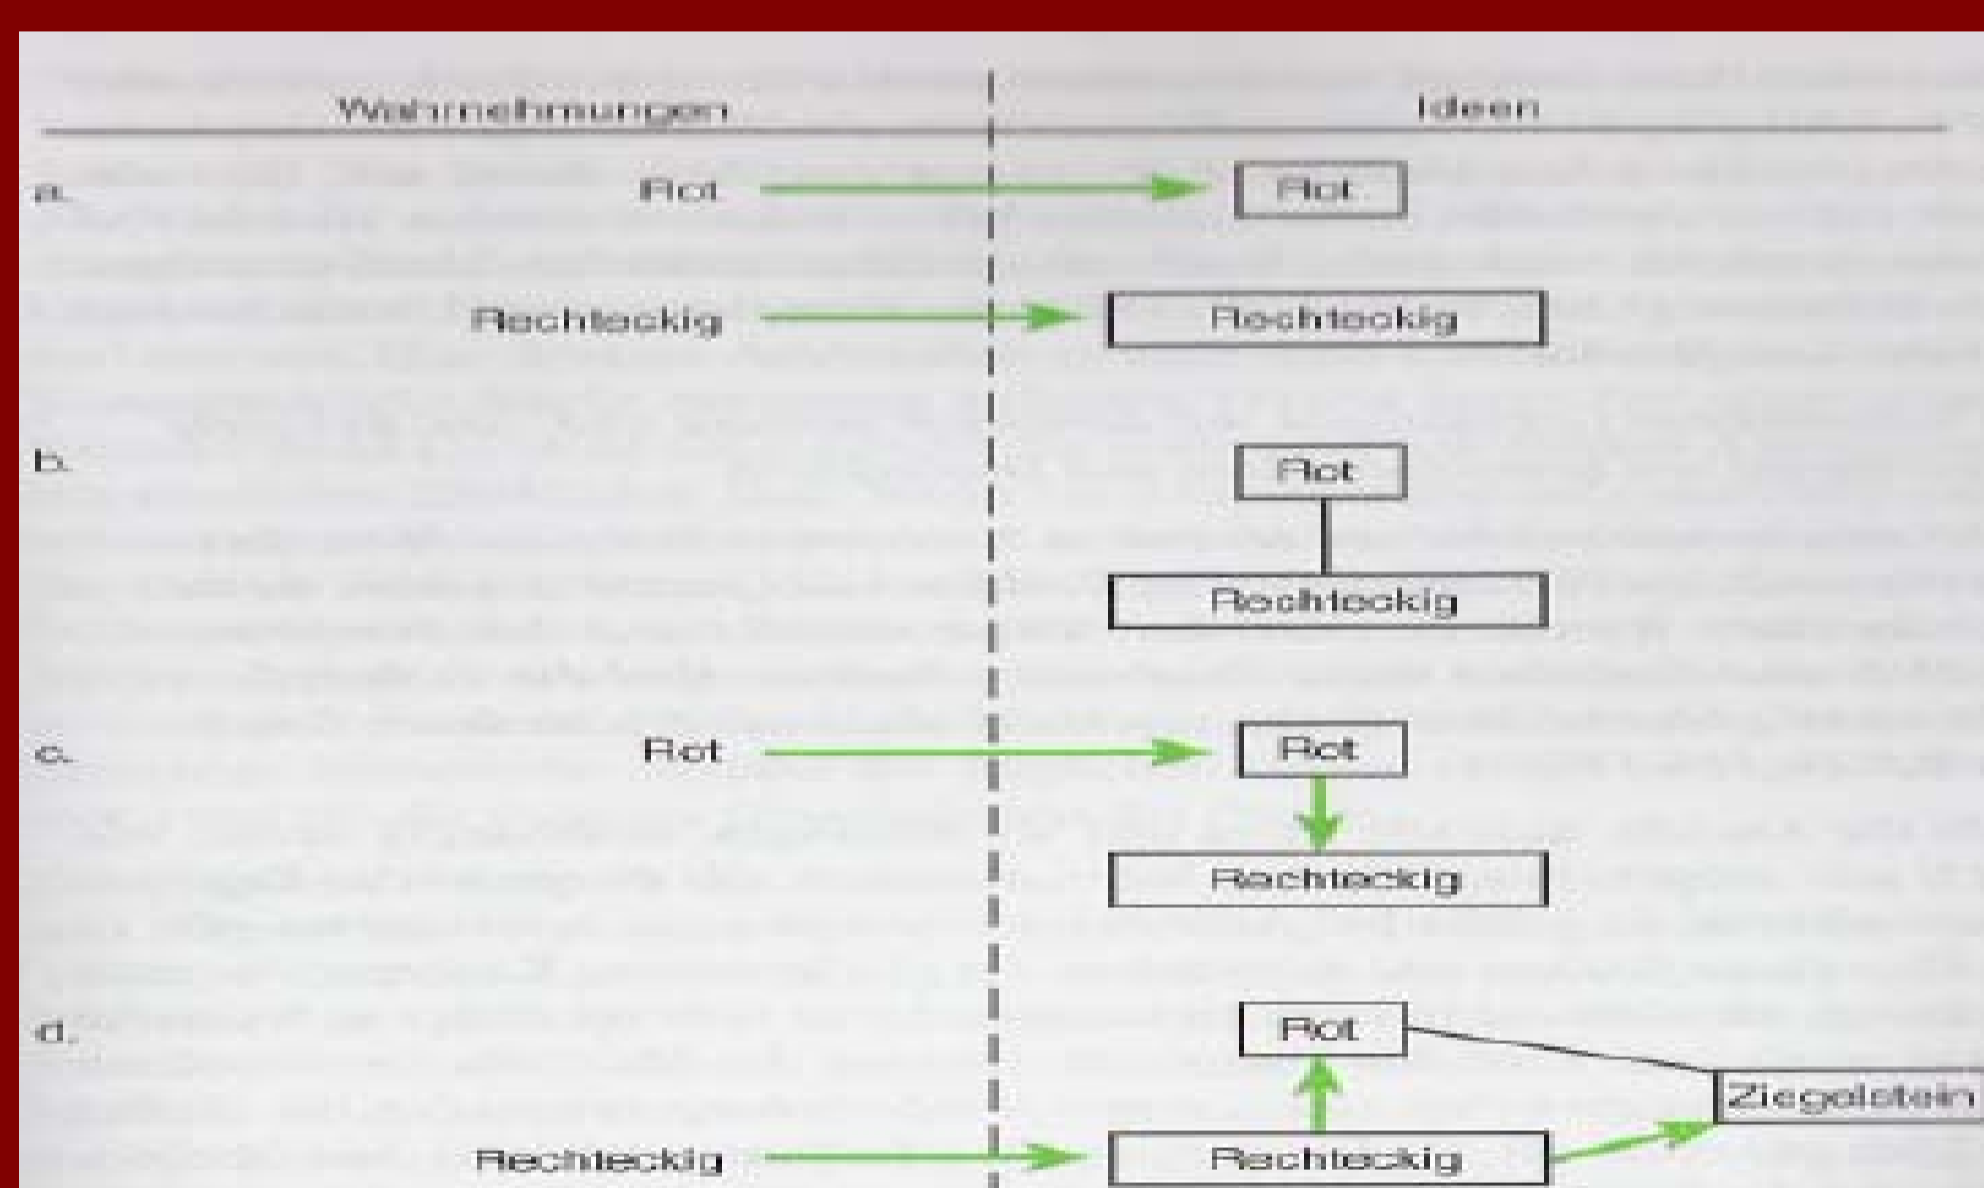 Wahrnehmungen Ideen
a. Rot Rot
Rechteckig Rechteckig
b. Rot
Rechteckig
c. Rot Rot
Rechteckig
d. Rot
Ziegelstein
Rechteckig Rechteckig